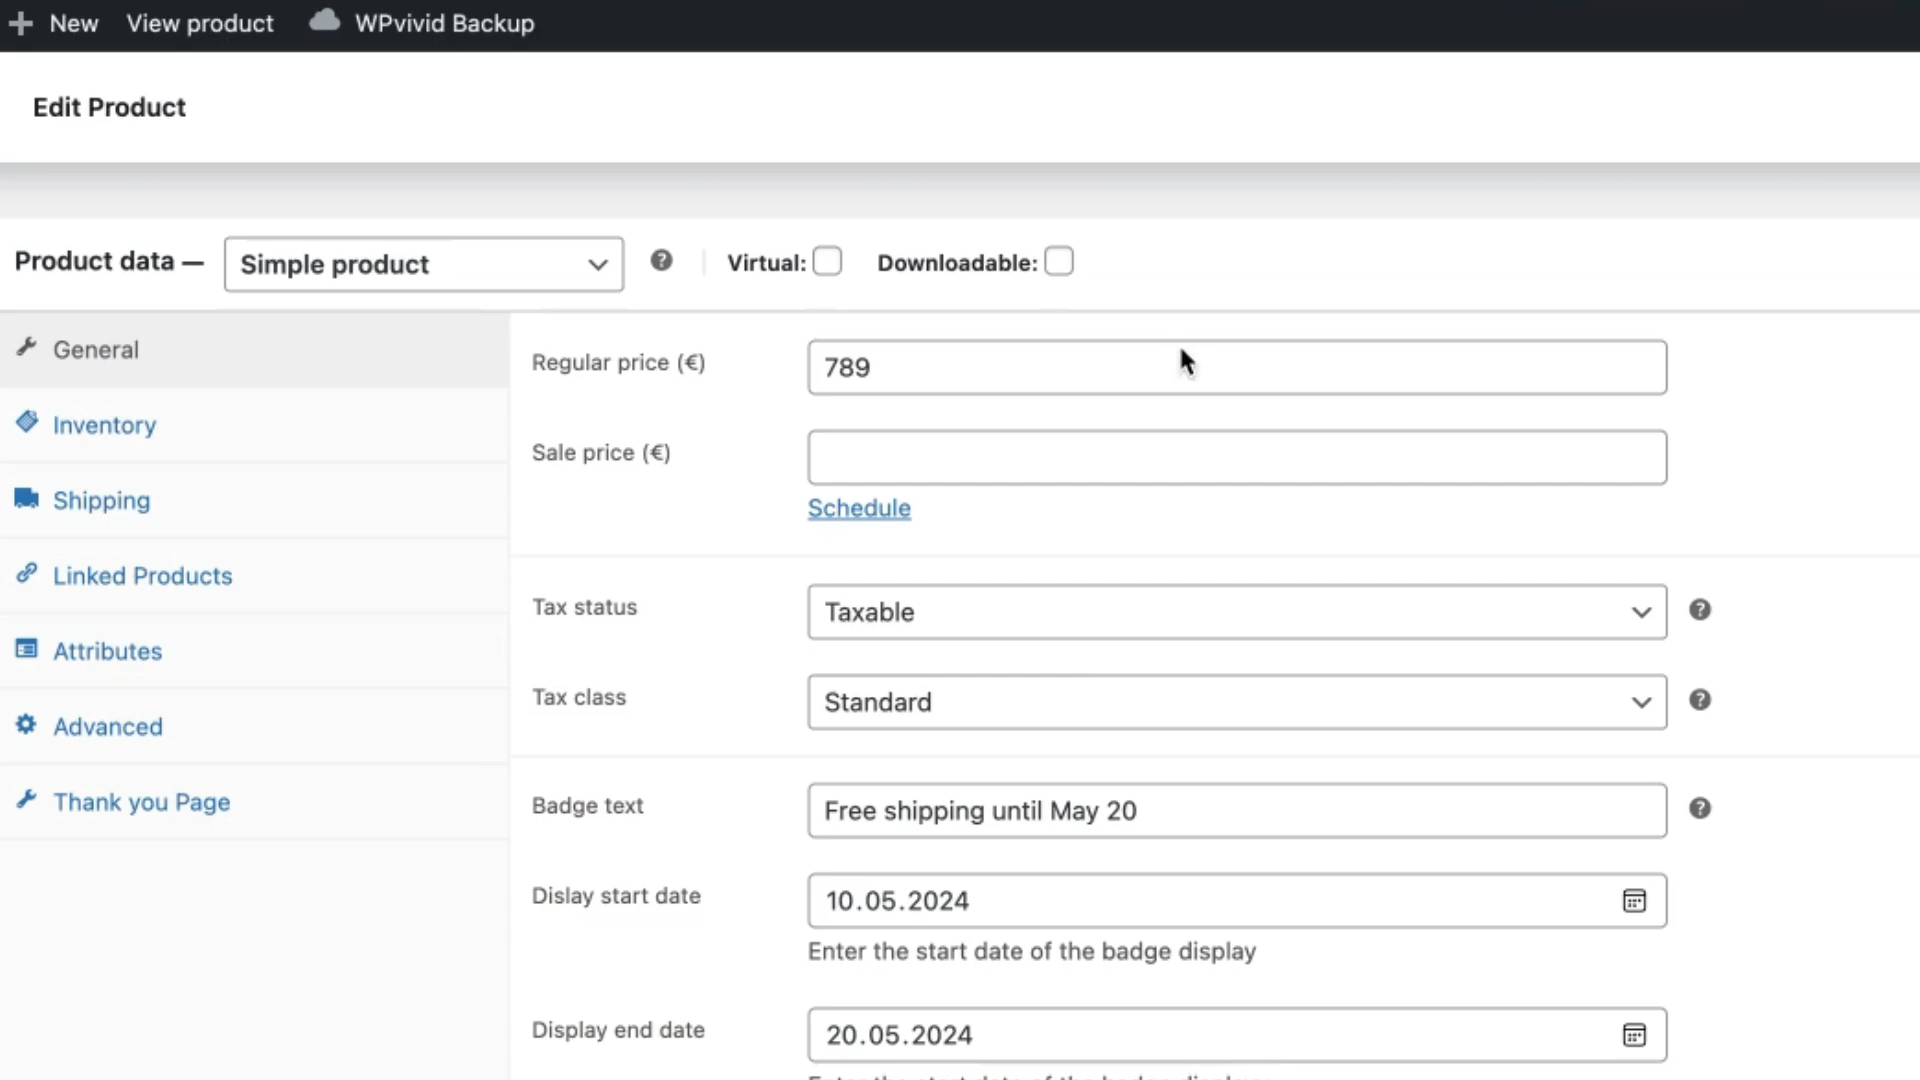 New View product WPvivid Backup
Edit Product
Product data — Simple product Virtual: Downloadable:
General
Regular price (€) 789
Inventory
Sale price (€)
Shipping
Schedule
Linked Products
Tax status Taxable
Attributes
Tax class Standard
Advanced
Thank you Page
Badge text Free shipping until May 20
Dislay start date 10.05.2024
Enter the start date of the badge display
Display end date 20.05.2024